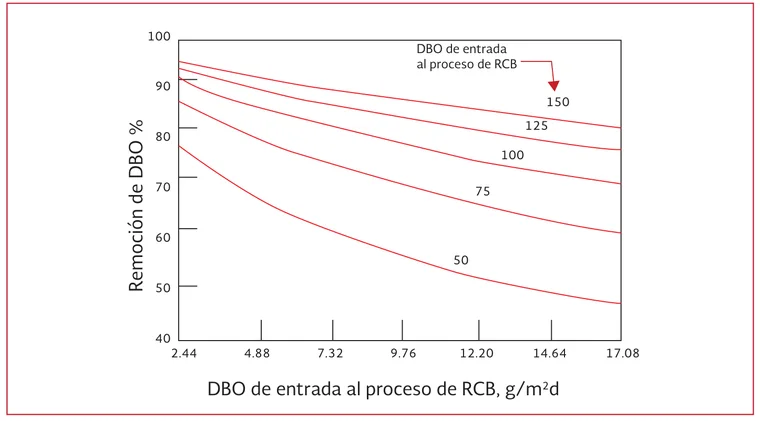 100
90
80
70
60
50
40
Remoción de DBO %
DBO de entrada
al proceso de RCB
150
125
100
75
50
2.44 4.88 7.32 9.76 12.20 14.64 17.08
DBO de entrada al proceso de RCB, g/m²d